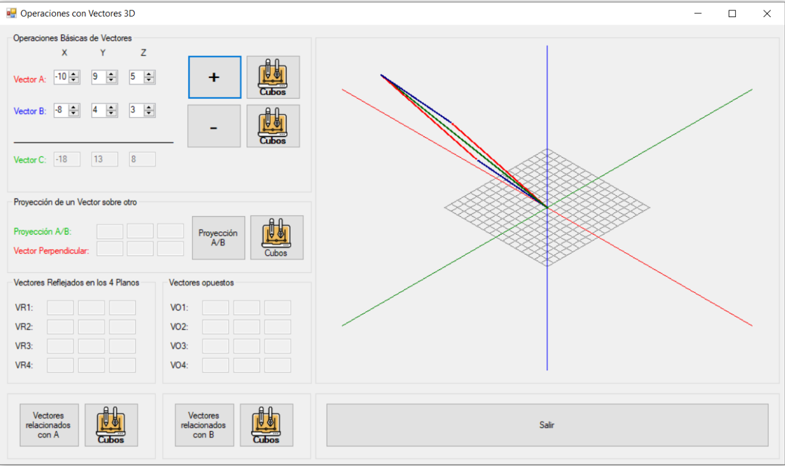 Operaciones con Vectores 3D
Operaciones Básicas de Vectores
X Y Z
Vector A: -10 9 5
+
Cubos
Vector B: -8 4 3
-
Cubos
Vector C: -18 13 8
Proyección de un Vector sobre otro
Proyección A/B:
Vector Perpendicular:
Proyección
A/B
Cubos
Vectores Reflejados en los 4 Planos
VR1:
VR2:
VR3:
VR4:
Vectores opuestos
VO1:
VO2:
VO3:
VO4:
Vectores
relacionados
con A
Cubos
Vectores
relacionados
con B
Cubos
Salir